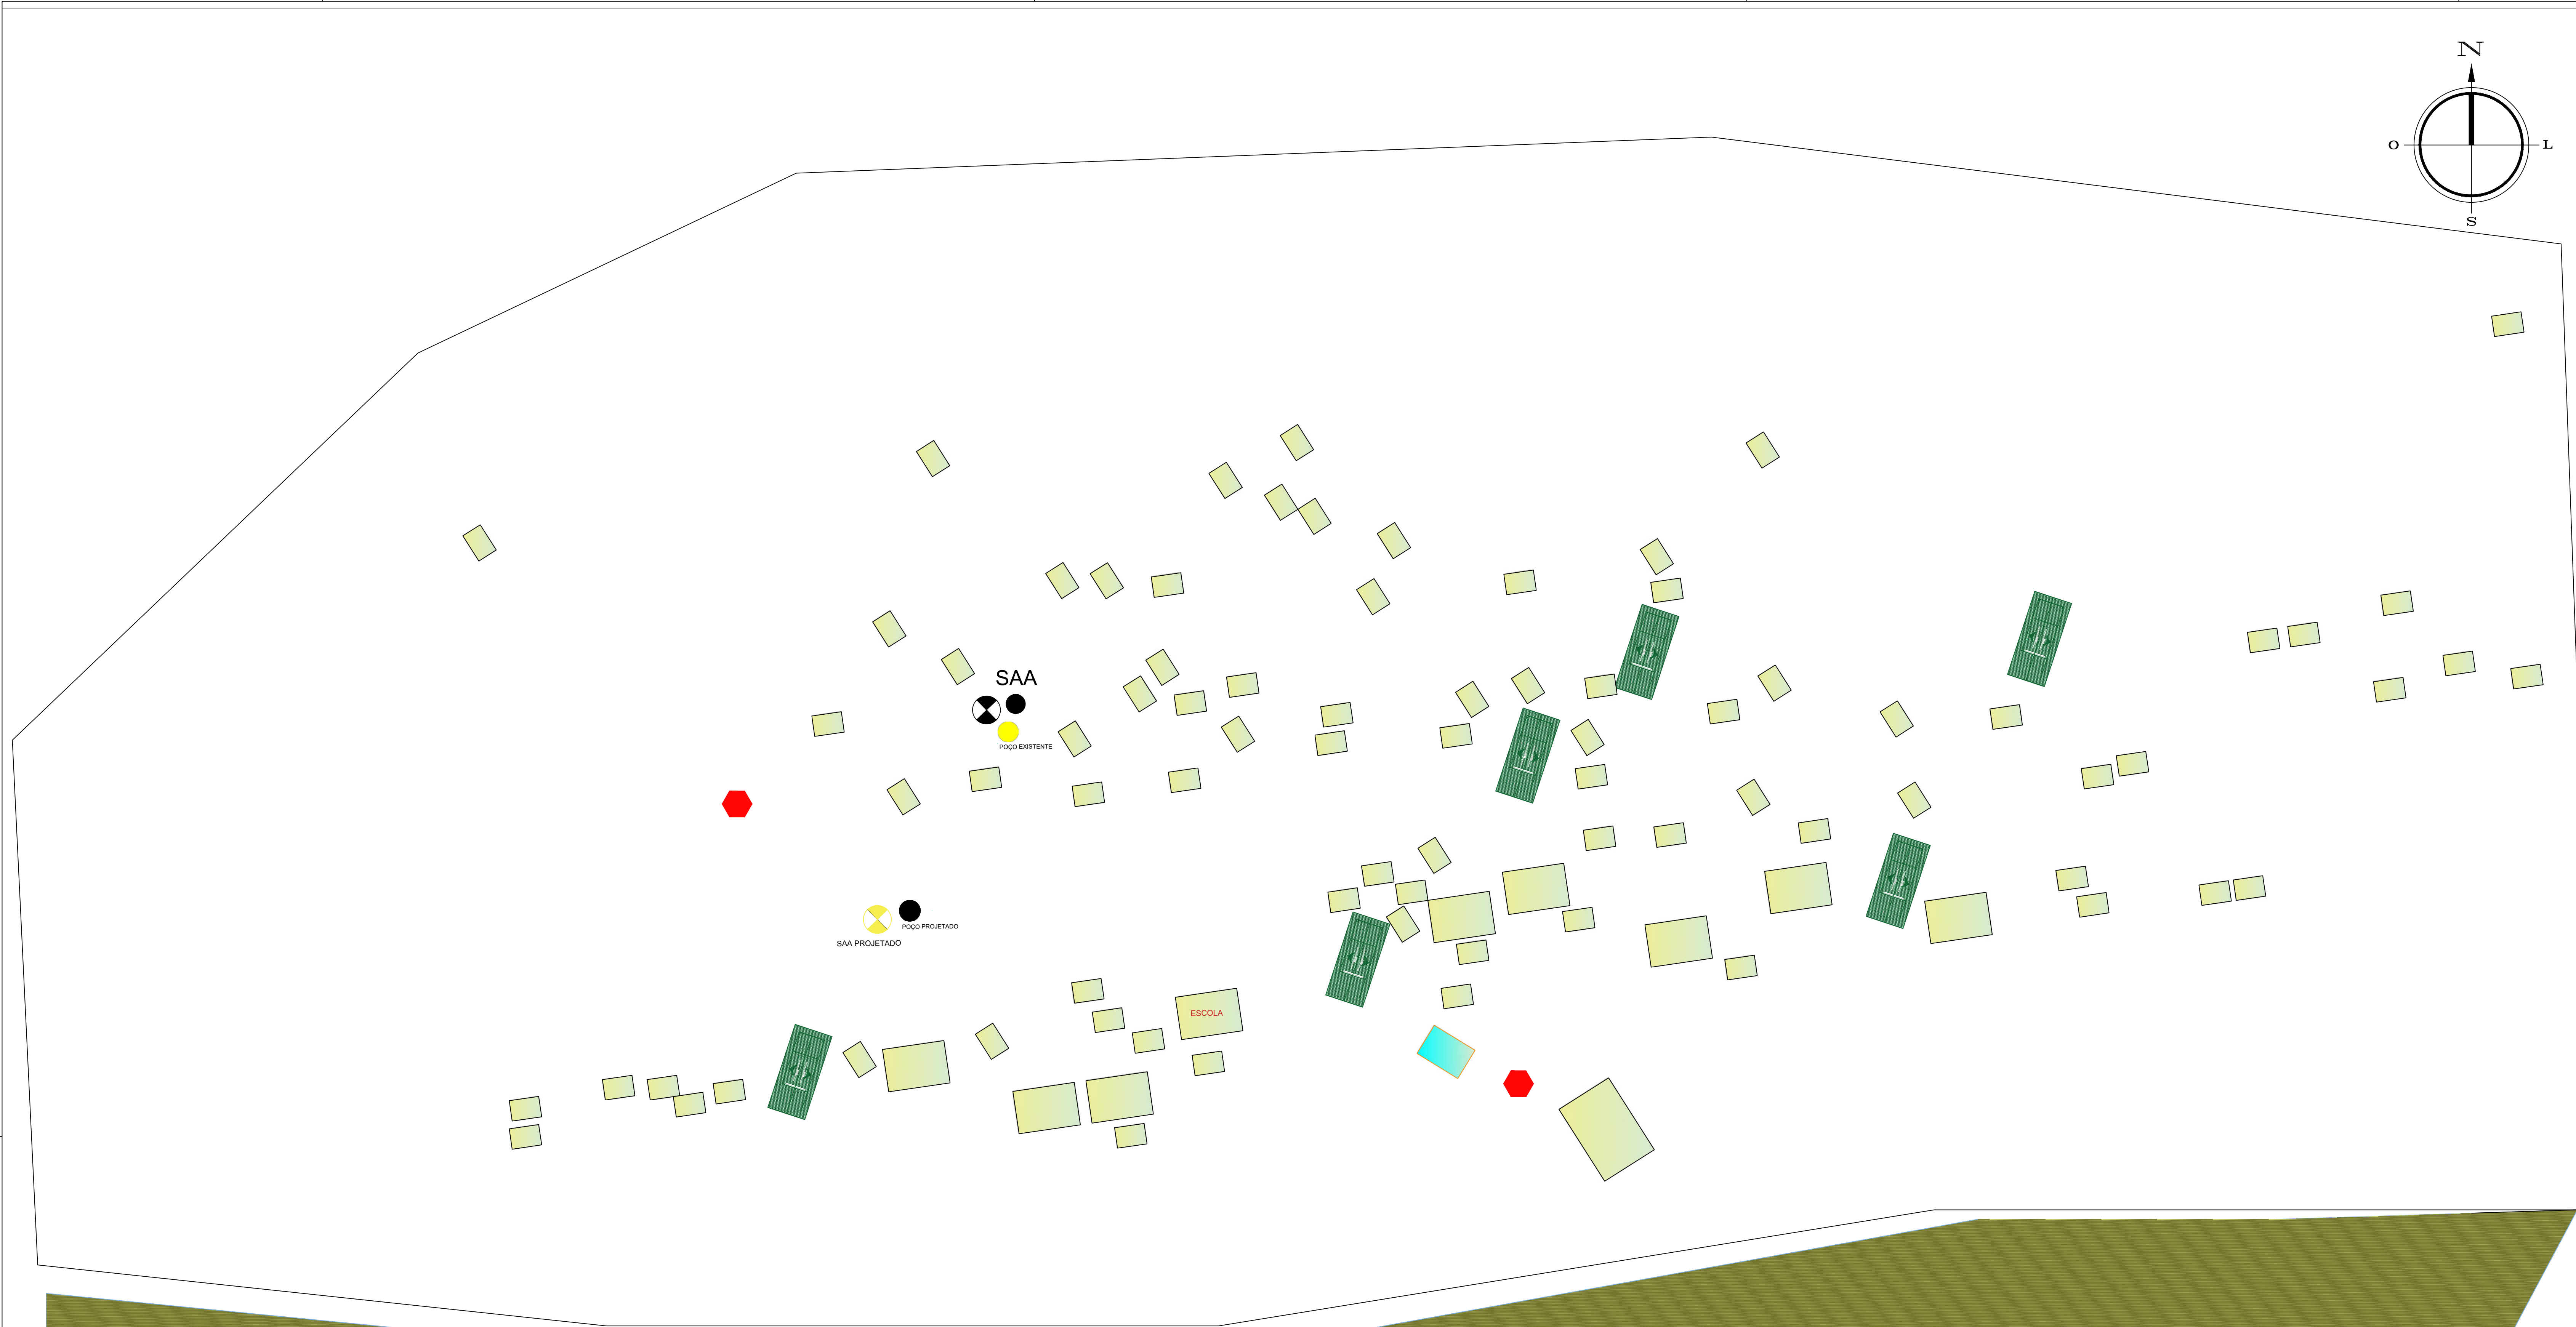 N
O
L
S
SAA
POÇO EXISTENTE
POÇO PROJETADO
SAA PROJETADO
ESCOLA